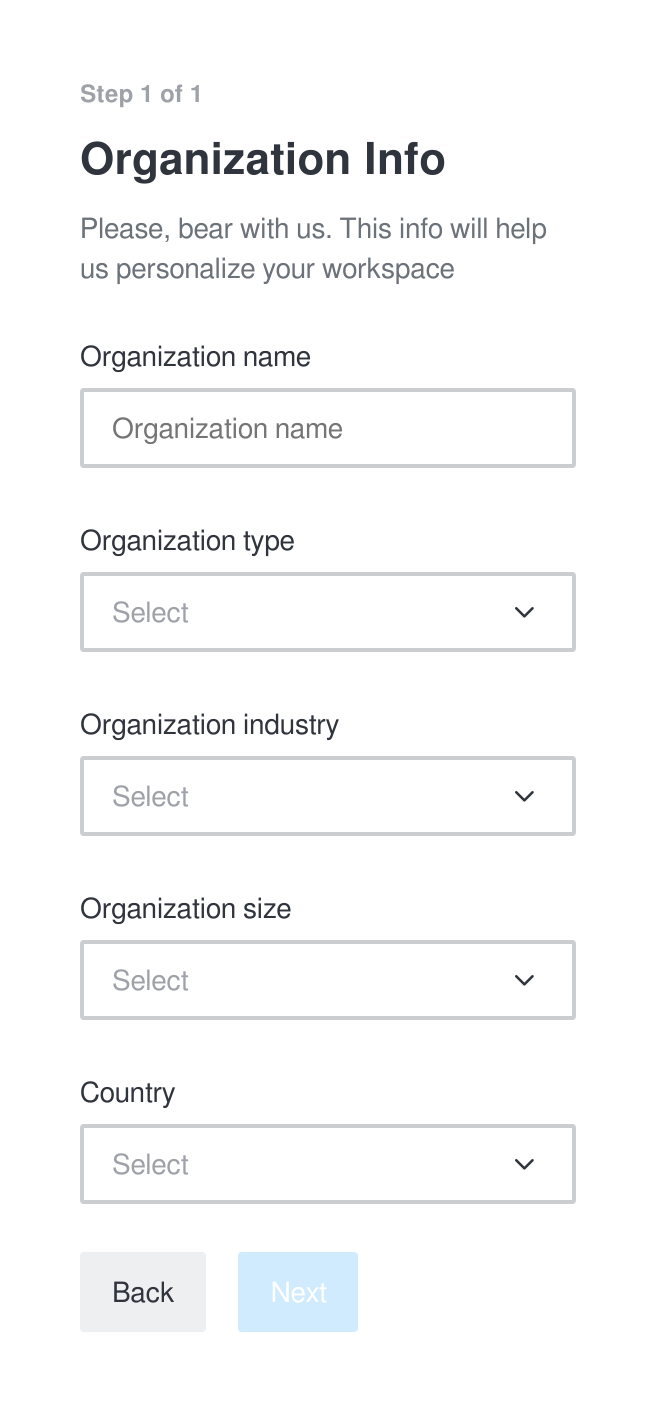 Step 1 of 1
Organization Info
Please, bear with us. This info will help
us personalize your workspace
Organization name
Organization name
Organization type
Select
Organization industry
Select
Organization size
Select
Country
Select
Back Next